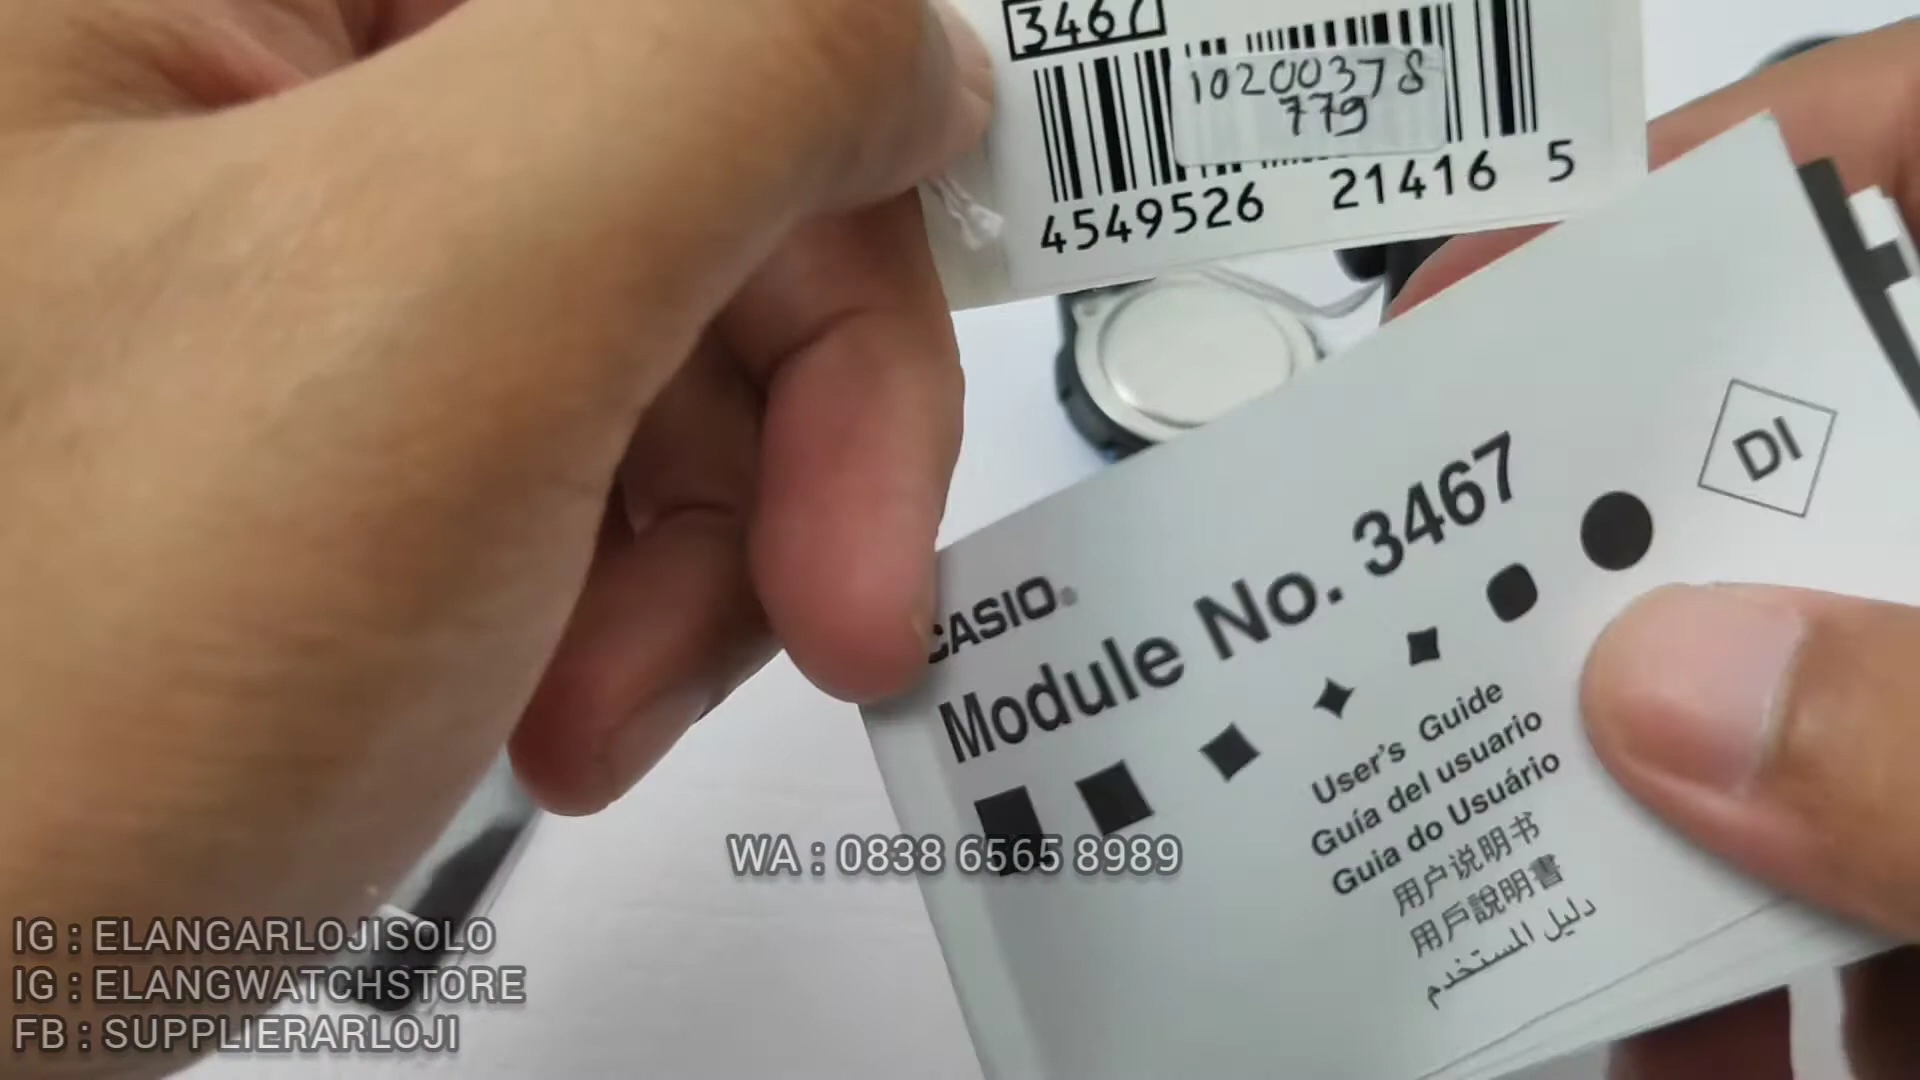 3467
10200378
779
4549526 21416 5
CASIO®
Module No. 3467
DI
User's Guide
Guía del usuario
Guia do Usuário
用户说明书
用戶說明書
دليل المستخدم
WA : 0838 6565 8989
IG : ELANGARLOJISOLO
IG : ELANGWATCHSTORE
FB : SUPPLIERARLOJI